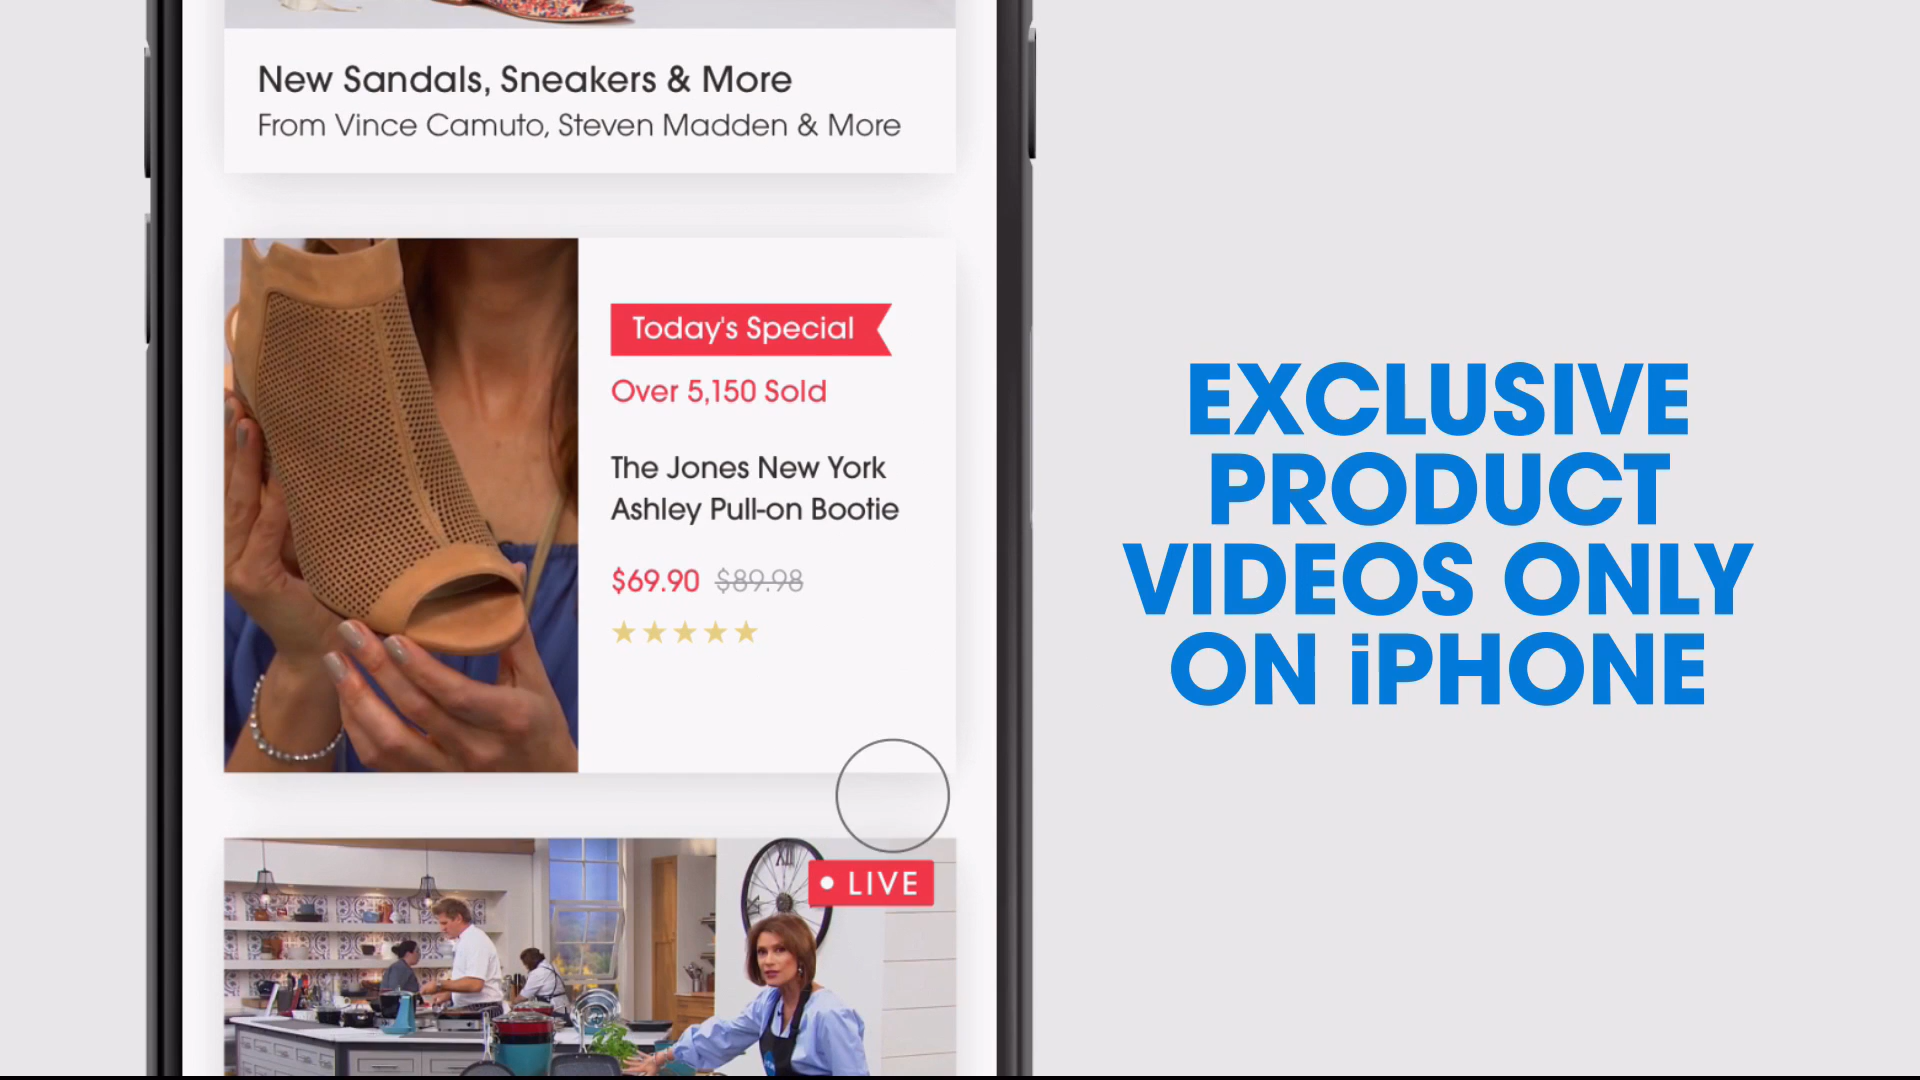 New Sandals, Sneakers & More
From Vince Camuto, Steven Madden & More
Today's Special
Over 5,150 Sold
The Jones New York
Ashley Pull-on Bootie
$69.90 $89.98
LIVE
EXCLUSIVE
PRODUCT
VIDEOS ONLY
ON iPHONE